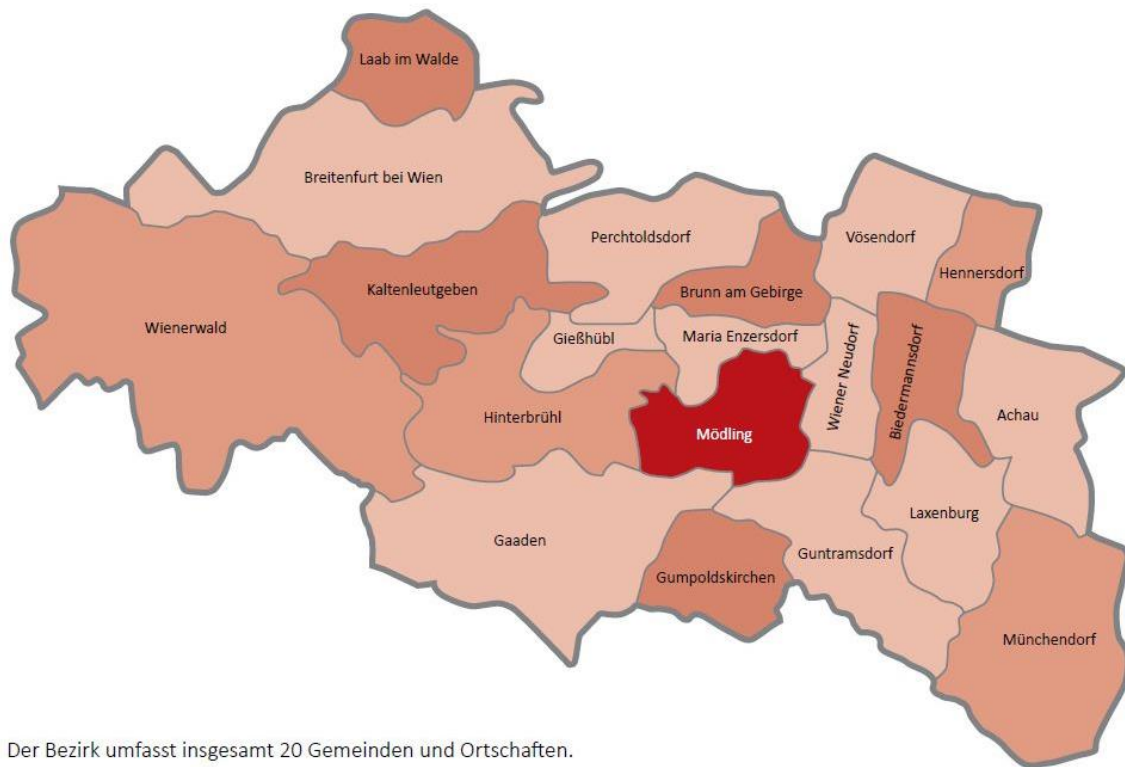 Laab im Walde
Breitenfurt bei Wien
Perchtoldsdorf
Vösendorf
Hennersdorf
Kaltenleutgeben
Brunn am Gebirge
Wienerwald
Gießhübl
Maria Enzersdorf
Wiener Neudorf
Biedermannsdorf
Achau
Hinterbrühl
Mödling
Laxenburg
Gaaden
Guntramsdorf
Gumpoldskirchen
Münchendorf
Der Bezirk umfasst insgesamt 20 Gemeinden und Ortschaften.